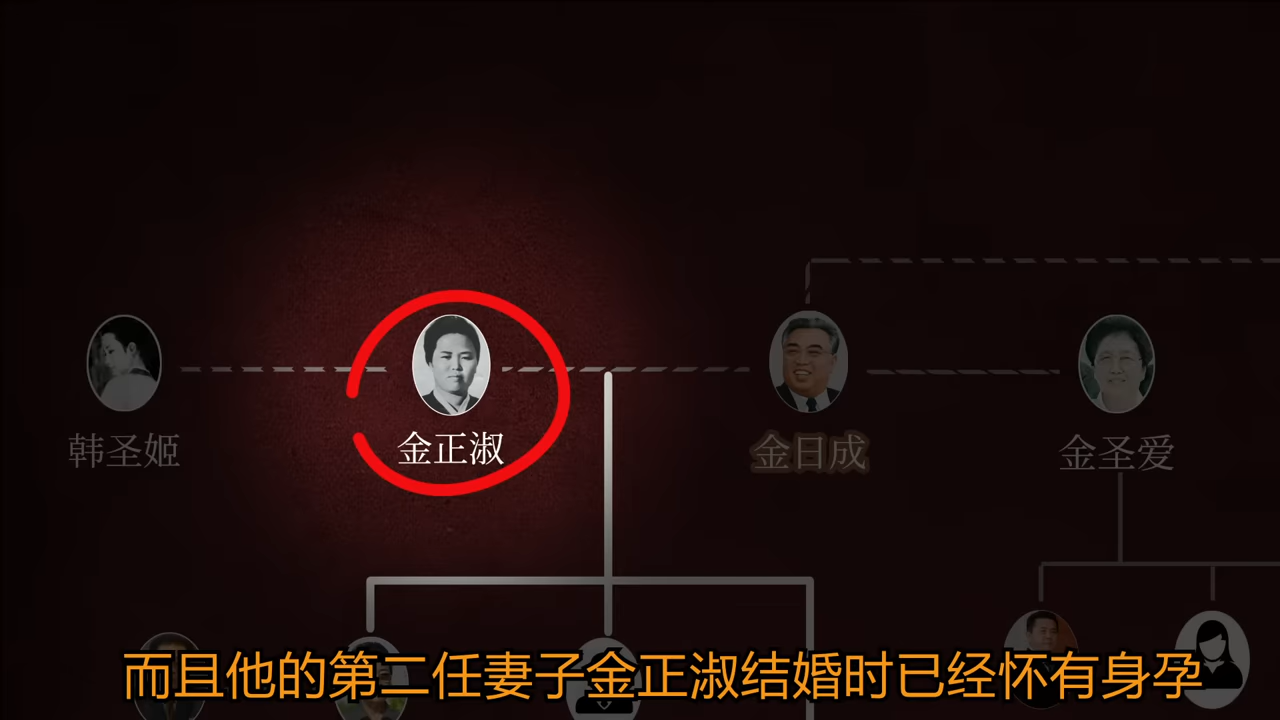 韩圣姬
金正淑
金日成
金圣爱
而且他的第二任妻子金正淑结婚时已经怀有身孕